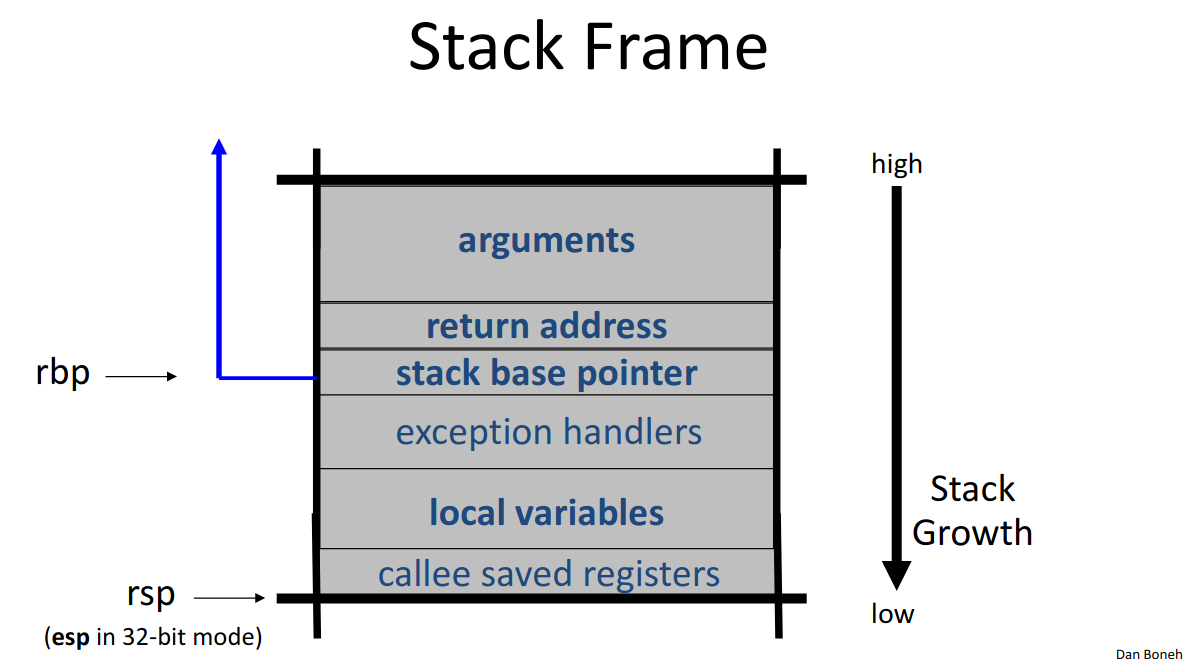 Stack Frame
high
arguments
return address
rbp
stack base pointer
exception handlers
Stack
Growth
local variables
callee saved registers
rsp
(esp in 32-bit mode)
low
Dan Boneh